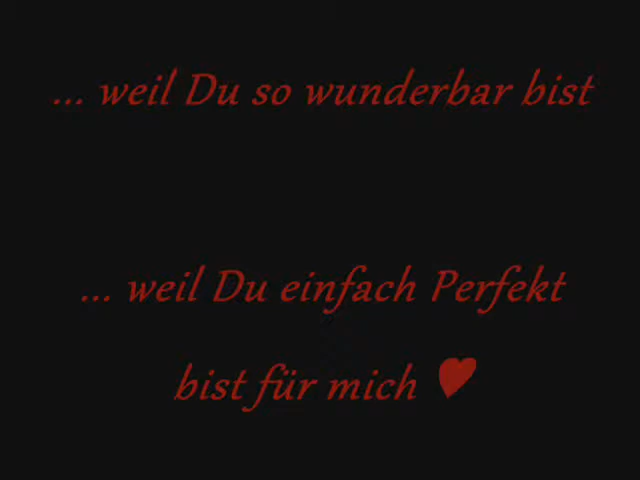 ... weil Du so wunderbar bist
... weil Du einfach Perfekt
bist für mich ♥